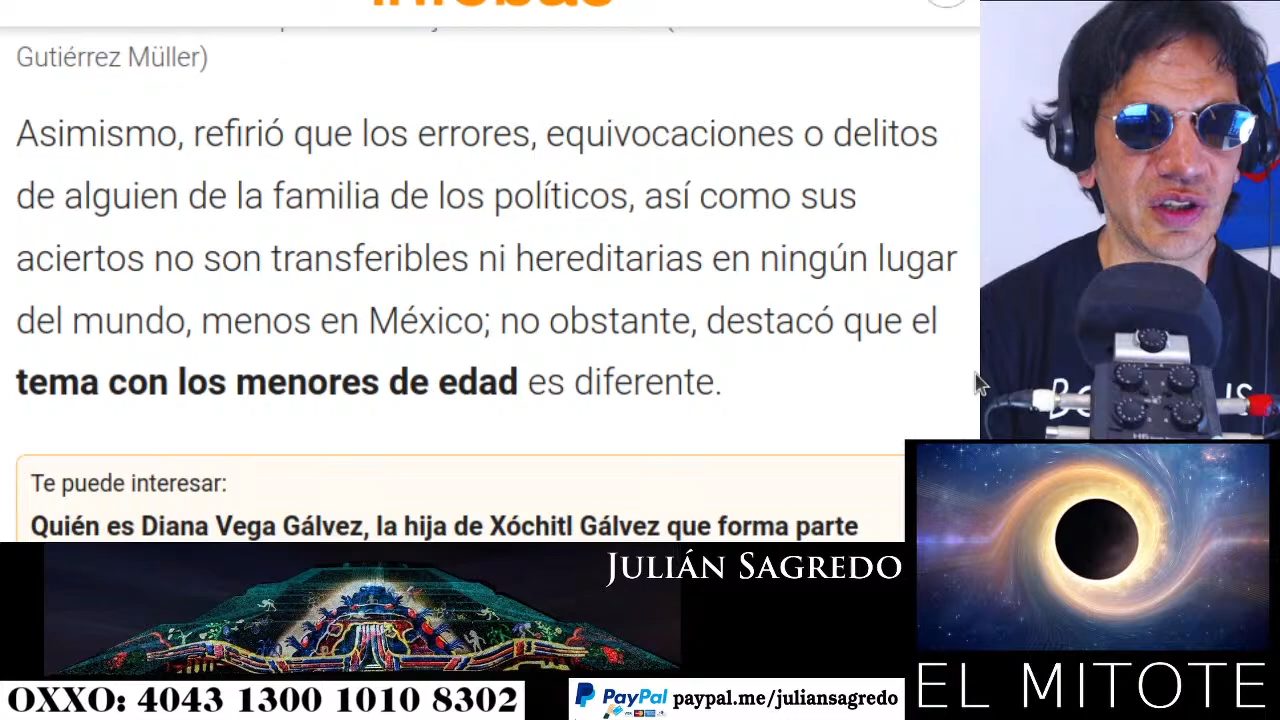 infobae
Gutiérrez Müller)
Asimismo, refirió que los errores, equivocaciones o delitos
de alguien de la familia de los políticos, así como sus
aciertos no son transferibles ni hereditarias en ningún lugar
del mundo, menos en México; no obstante, destacó que el
tema con los menores de edad es diferente.
Te puede interesar:
Quién es Diana Vega Gálvez, la hija de Xóchitl Gálvez que forma parte
JULIÁN SAGREDO
EL MITOTE
OXXO: 4043 1300 1010 8302
PayPal paypal.me/juliansagredo